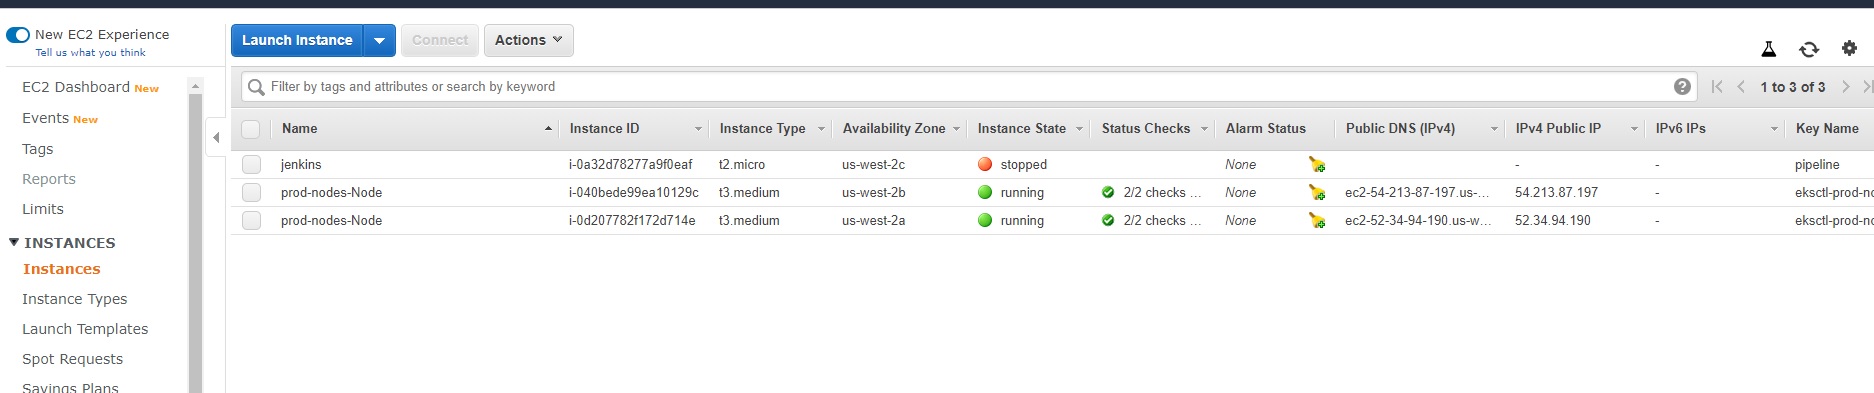 New EC2 Experience
Tell us what you think
EC2 Dashboard New
Events New
Tags
Reports
Limits
INSTANCES
Instances
Instance Types
Launch Templates
Spot Requests
Savings Plans
Launch Instance Connect Actions
Filter by tags and attributes or search by keyword 1 to 3 of 3
Name Instance ID Instance Type Availability Zone Instance State Status Checks Alarm Status Public DNS (IPv4) IPv4 Public IP IPv6 IPs Key Name
jenkins i-0a32d78277a9f0eaf t2.micro us-west-2c stopped None - - pipeline
prod-nodes-Node i-040bede99ea10129c t3.medium us-west-2b running 2/2 checks ... None ec2-54-213-87-197.us-... 54.213.87.197 - eksctl-prod-no
prod-nodes-Node i-0d207782f172d714e t3.medium us-west-2a running 2/2 checks ... None ec2-52-34-94-190.us-w... 52.34.94.190 - eksctl-prod-no